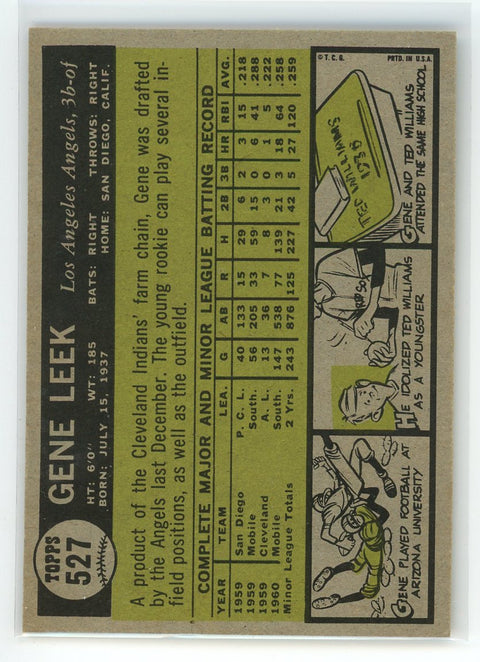 TOPPS
527
GENE LEEK
Los Angeles Angels, 3b-of
HT: 6'0" WT: 185 BATS: RIGHT THROWS: RIGHT
BORN: JULY 15, 1937 HOME: SAN DIEGO, CALIF.
A product of the Cleveland Indians' farm chain, Gene was drafted
by the Angels last December. The young rookie can play several in-
field positions, as well as the outfield.
COMPLETE MAJOR AND MINOR LEAGUE BATTING RECORD
YEAR TEAM LEA. G AB R H 2B 3B HR RBI AVG.
1959 San Diego P. C. L. 40 133 15 29 6 0 3 15 .218
1959 Mobile South. 56 205 33 59 15 3 6 41 .288
1959 Cleveland A. L. 13 36 7 8 3 0 1 5 .222
1960 Mobile South. 147 538 77 139 21 2 18 64 .258
Minor League Totals 2 Yrs. 243 876 125 227 42 5 27 120 .259
GENE PLAYED FOOTBALL AT
ARIZONA UNIVERSITY
RED SO
HE IDOLIZED TED WILLIAMS
AS A YOUNGSTER
© T. C. G. PRTD. IN U.S.A.
TED WILLIAMS
123 B
GENE AND TED WILLIAMS
ATTENDED THE SAME HIGH SCHOOL